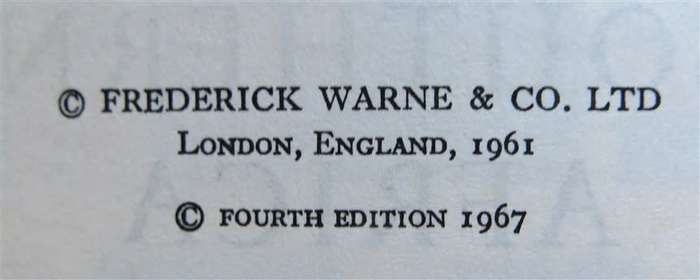 © FREDERICK WARNE & CO. LTD
LONDON, ENGLAND, 1961
© FOURTH EDITION 1967